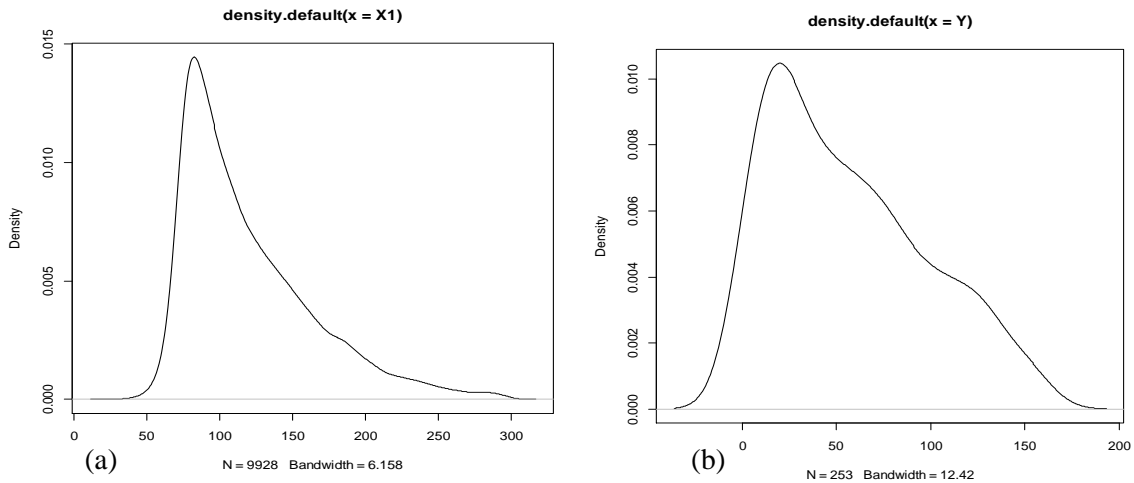 density.default(x = X1)
Density
0.000
0.005
0.010
0.015
0 50 100 150 200 250 300
(a)
N = 9928 Bandwidth = 6.158
density.default(x = Y)
Density
0.000
0.002
0.004
0.006
0.008
0.010
0 50 100 150 200
(b)
N = 253 Bandwidth = 12.42